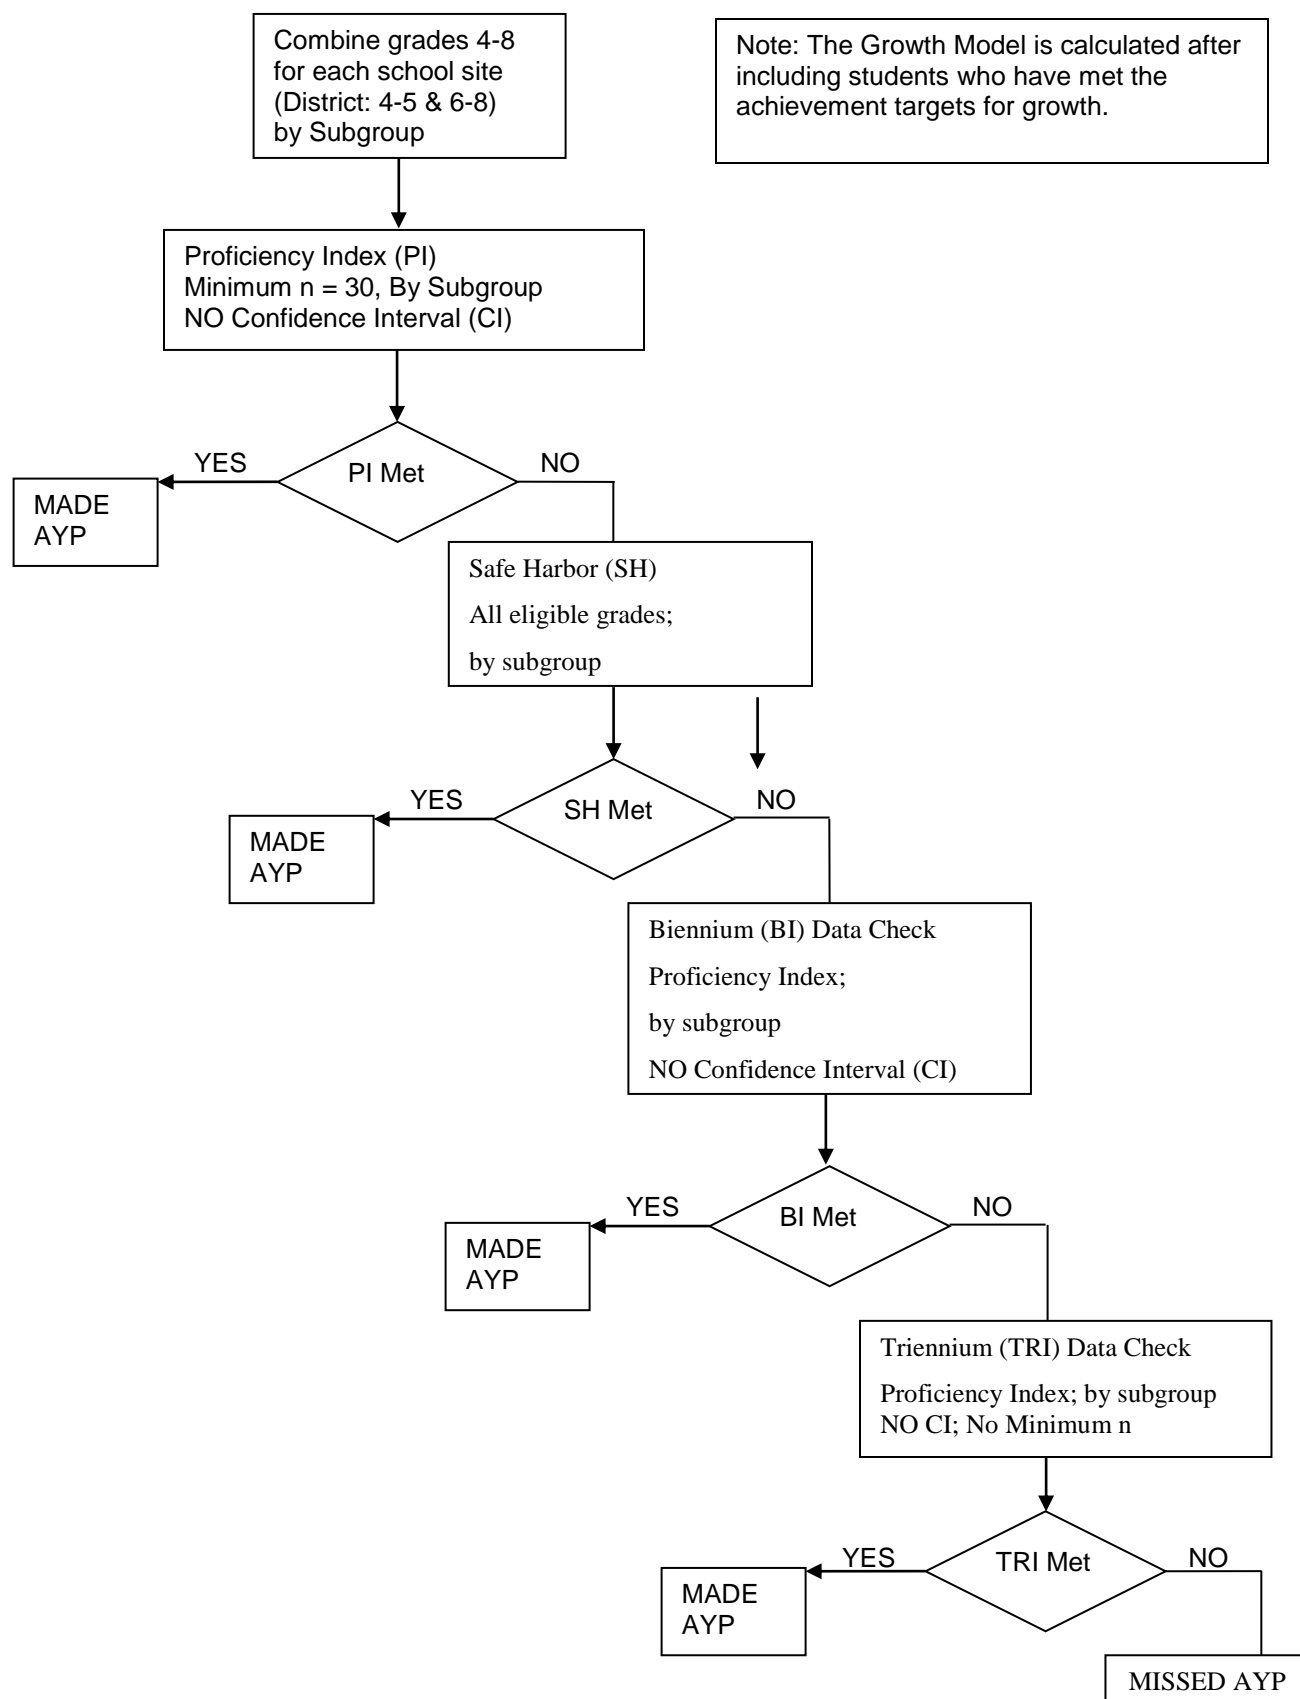 Combine grades 4-8
for each school site
(District: 4-5 & 6-8)
by Subgroup
Note: The Growth Model is calculated after
including students who have met the
achievement targets for growth.
Proficiency Index (PI)
Minimum n = 30, By Subgroup
NO Confidence Interval (CI)
YES
PI Met
NO
MADE
AYP
Safe Harbor (SH)
All eligible grades;
by subgroup
YES
SH Met
NO
MADE
AYP
Biennium (BI) Data Check
Proficiency Index;
by subgroup
NO Confidence Interval (CI)
YES
BI Met
NO
MADE
AYP
Triennium (TRI) Data Check
Proficiency Index; by subgroup
NO CI; No Minimum n
YES
TRI Met
NO
MADE
AYP
MISSED AYP